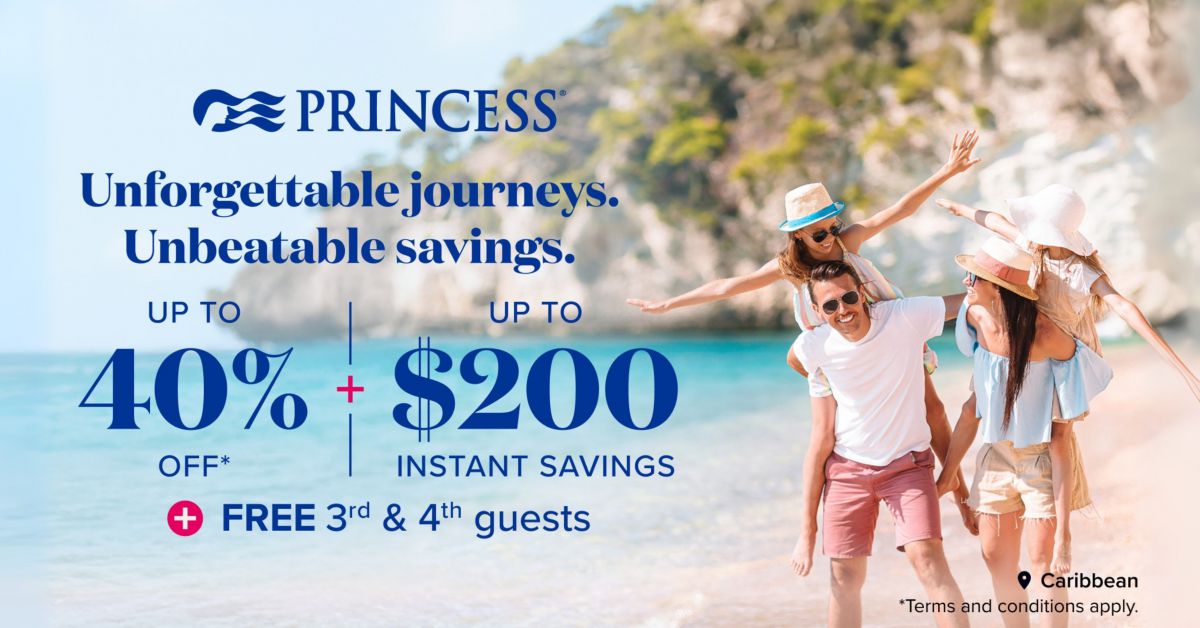 PRINCESS®
Unforgettable journeys.
Unbeatable savings.
UP TO
40%
OFF*
+
UP TO
$200
INSTANT SAVINGS
+ FREE 3rd & 4th guests
Caribbean
*Terms and conditions apply.